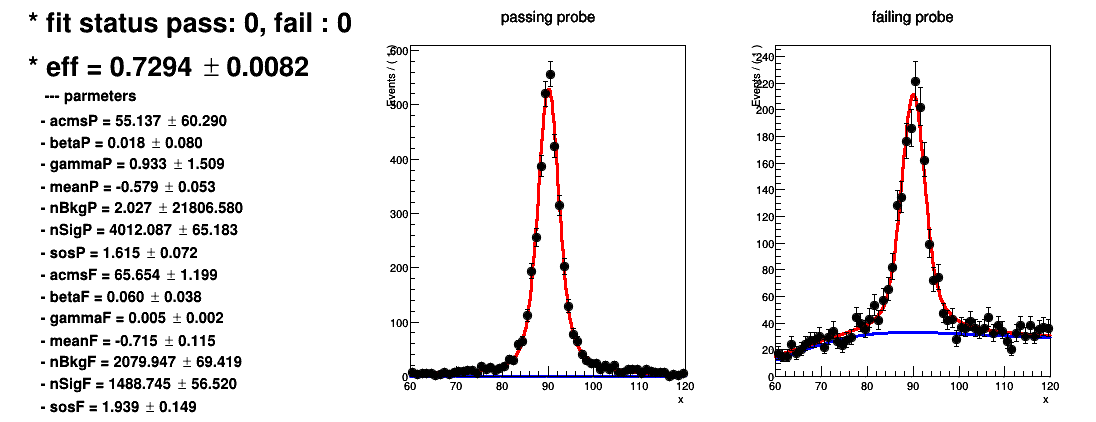 * fit status pass: 0, fail : 0
* eff = 0.7294 ± 0.0082
--- parmeters
- acmsP = 55.137 ± 60.290
- betaP = 0.018 ± 0.080
- gammaP = 0.933 ± 1.509
- meanP = -0.579 ± 0.053
- nBkgP = 2.027 ± 21806.580
- nSigP = 4012.087 ± 65.183
- sosP = 1.615 ± 0.072
- acmsF = 65.654 ± 1.199
- betaF = 0.060 ± 0.038
- gammaF = 0.005 ± 0.002
- meanF = -0.715 ± 0.115
- nBkgF = 2079.947 ± 69.419
- nSigF = 1488.745 ± 56.520
- sosF = 1.939 ± 0.149
passing probe
Events / ( 1 )
600
500
400
300
200
100
0
60 70 80 90 100 110 120
x
failing probe
Events / ( 1 )
240
220
200
180
160
140
120
100
80
60
40
20
0
60 70 80 90 100 110 120
x